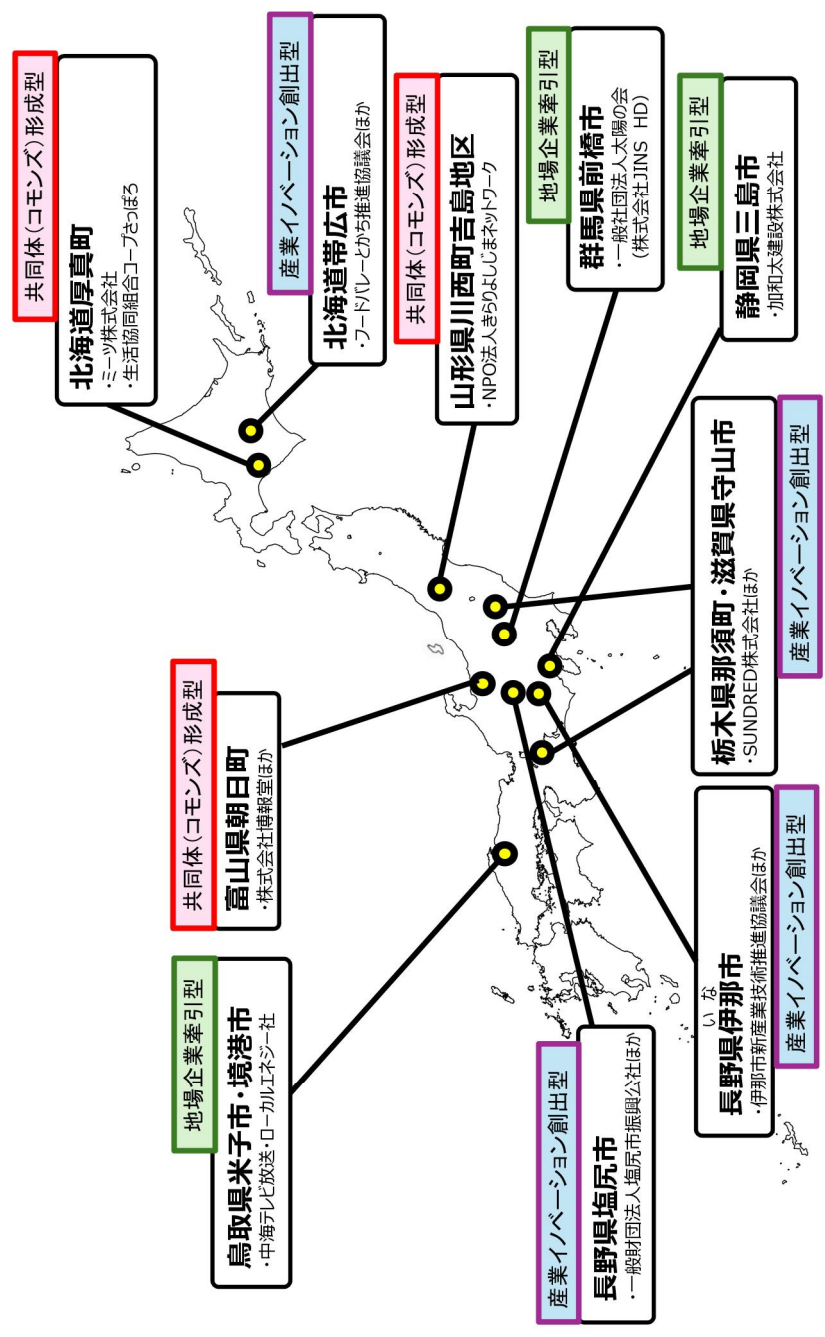 共同体(コモンズ)形成型
北海道厚真町
・ミーツ株式会社
・生活協同組合コープさっぽろ
産業イノベーション創出型
北海道帯広市
・フードバレーとかち推進協議会ほか
共同体(コモンズ)形成型
山形県川西町吉島地区
・NPO法人きらりよしじまネットワーク
地場企業牽引型
群馬県前橋市
・一般社団法人太陽の会
(株式会社JINS HD)
地場企業牽引型
静岡県三島市
・加和太建設株式会社
共同体(コモンズ)形成型
富山県朝日町
・株式会社博報堂ほか
栃木県那須町・滋賀県守山市
・SUNDRED株式会社ほか
産業イノベーション創出型
地場企業牽引型
鳥取県米子市・境港市
・中海テレビ放送・ローカルエネジー社
産業イノベーション創出型
長野県塩尻市
・一般財団法人塩尻市振興公社ほか
いな
長野県伊那市
・伊那市新産業技術推進協議会ほか
産業イノベーション創出型